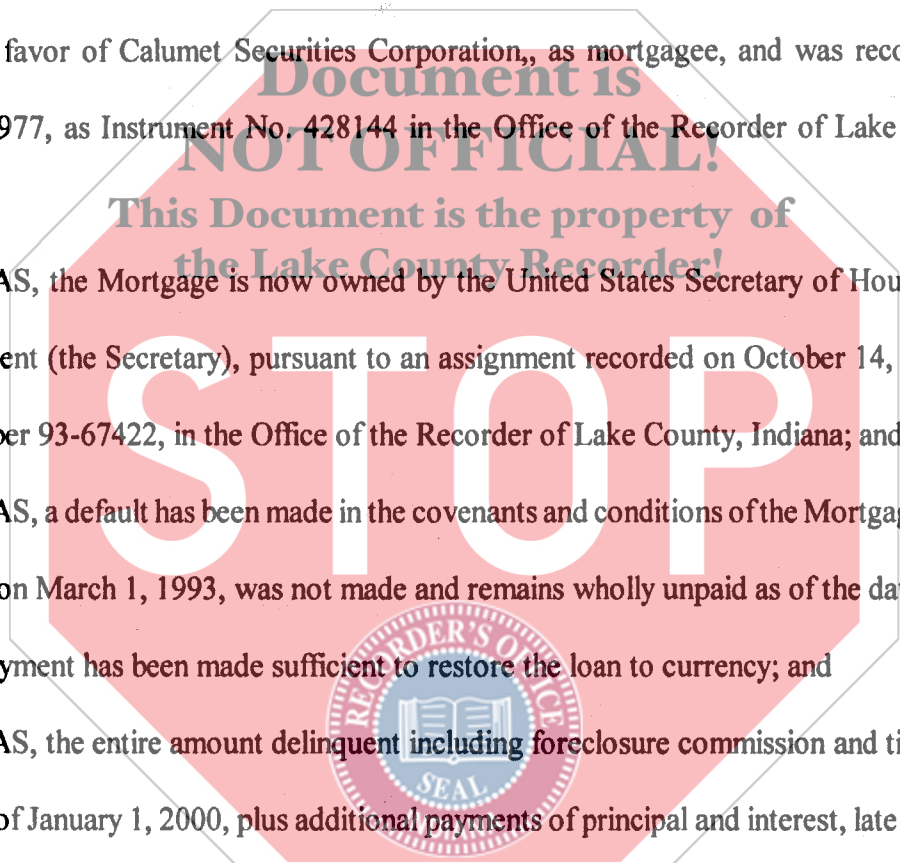 favor of Calumet Securities Corporation,, as mortgagee, and was reco
Document is
977, as Instrument No. 428144 in the Office of the Recorder of Lake
NOT OFFICIAL!
This Document is the property of
the Lake County Recorder!
AS, the Mortgage is now owned by the United States Secretary of Hou
ent (the Secretary), pursuant to an assignment recorded on October 14,
er 93-67422, in the Office of the Recorder of Lake County, Indiana; and
STOP
AS, a default has been made in the covenants and conditions of the Mortga
on March 1, 1993, was not made and remains wholly unpaid as of the da
yment has been made sufficient to restore the loan to currency; and
RECORDER'S OFFICE
AS, the entire amount delinquent including foreclosure commission and ti
SEAL
of January 1, 2000, plus additional payments of principal and interest, late